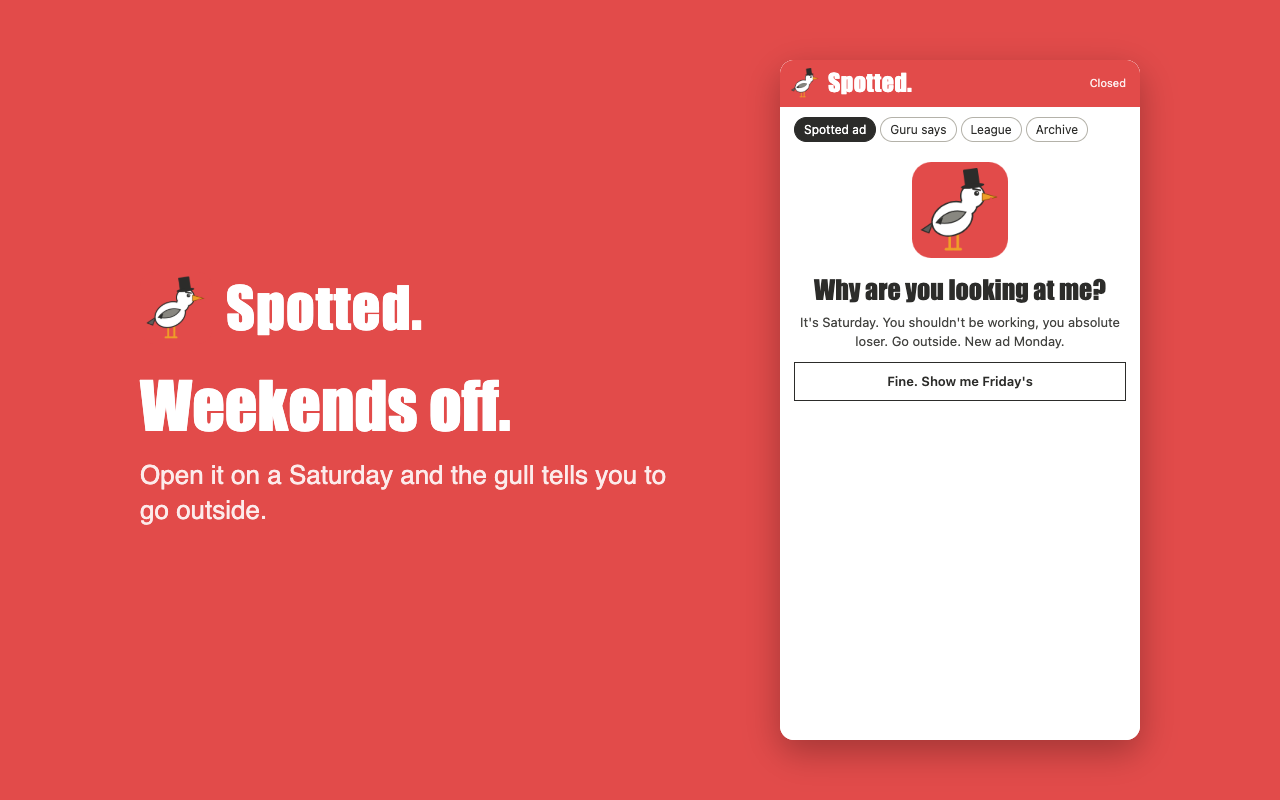 Spotted.
Weekends off.
Open it on a Saturday and the gull tells you to
go outside.
Spotted.
Closed
Spotted ad
Guru says
League
Archive
Why are you looking at me?
It's Saturday. You shouldn't be working, you absolute
loser. Go outside. New ad Monday.
Fine. Show me Friday's